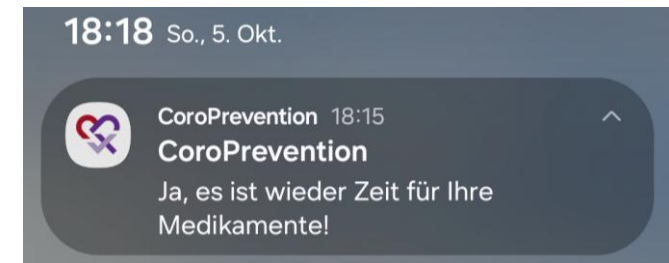 18:18 So., 5. Okt.
CoroPrevention 18:15
CoroPrevention
Ja, es ist wieder Zeit für Ihre
Medikamente!